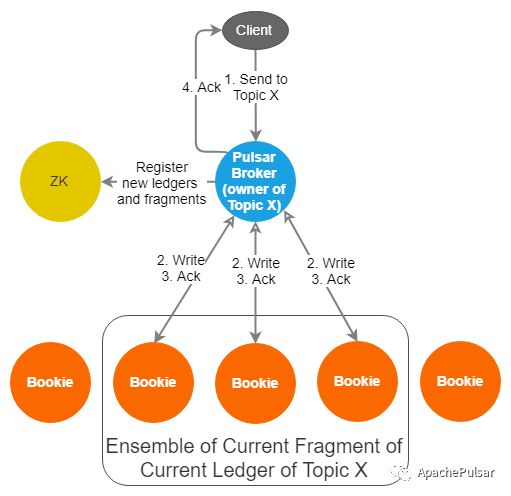 Client
4. Ack
1. Send to
Topic X
Pulsar
Broker
(owner of
Topic X)
ZK
Register
new ledgers
and fragments
2. Write
3. Ack
2. Write
3. Ack
2. Write
3. Ack
Bookie
Bookie
Bookie
Bookie
Bookie
Ensemble of Current Fragment of
Current Ledger of Topic X
ApachePulsar